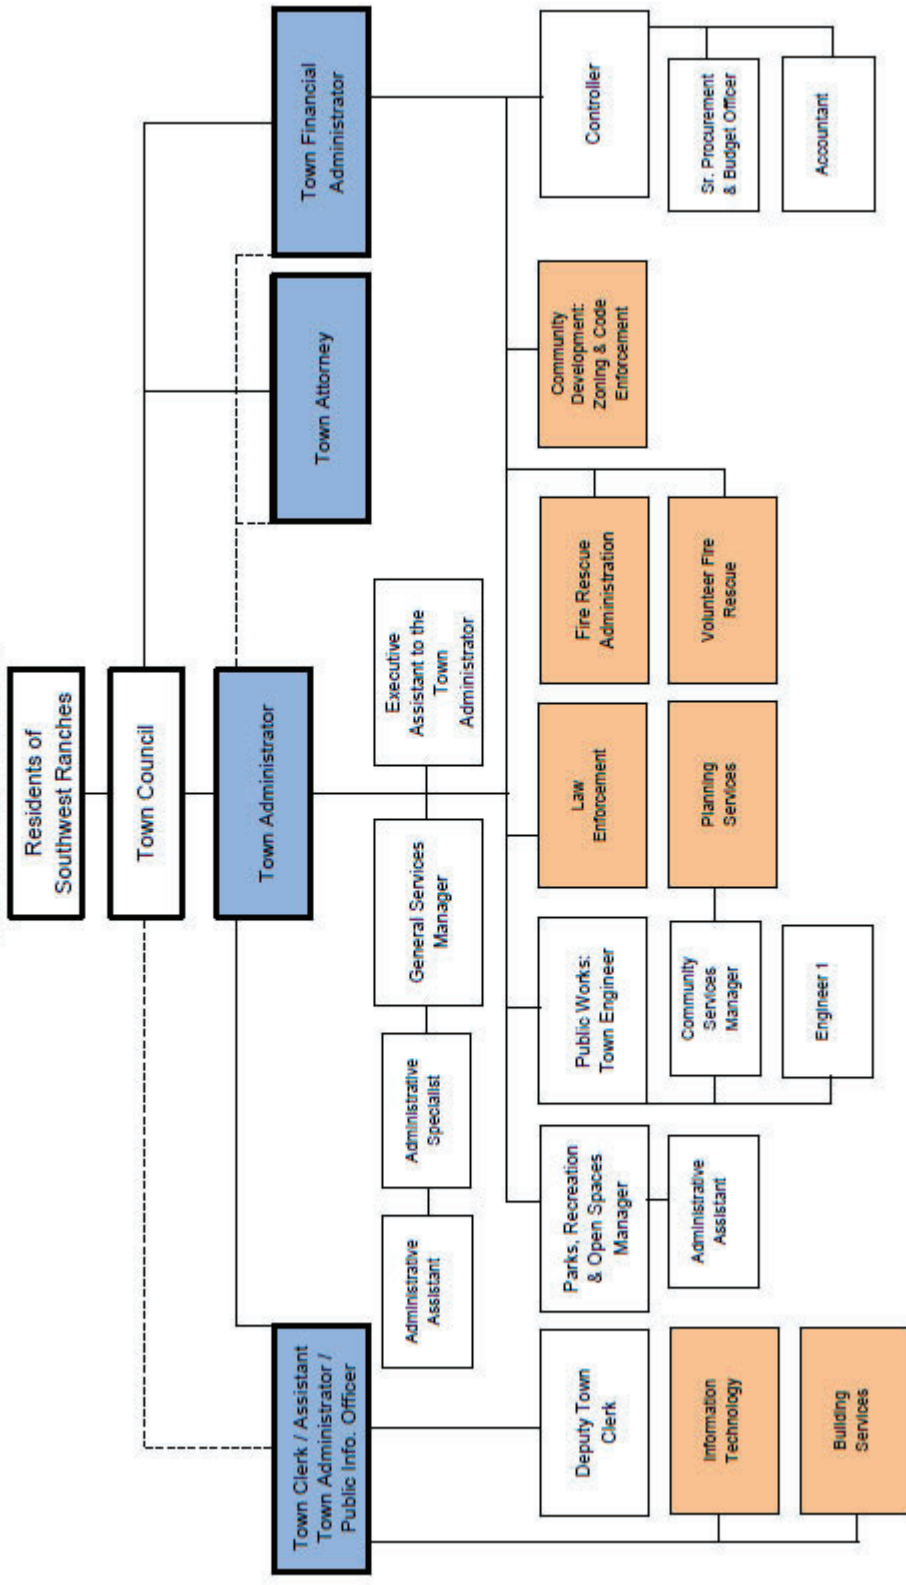 Residents of
Southwest Ranches
Town Council
Town Administrator
Town Clerk / Assistant
Town Administrator /
Public Info. Officer
Town Attorney
Town Financial
Administrator
Administrative
Assistant
Administrative
Specialist
General Services
Manager
Executive
Assistant to the
Town
Administrator
Deputy Town
Clerk
Information
Technology
Building
Services
Parks, Recreation
& Open Spaces
Manager
Administrative
Assistant
Public Works:
Town Engineer
Community
Services
Manager
Engineer 1
Law
Enforcement
Planning
Services
Fire Rescue
Administration
Volunteer Fire
Rescue
Community
Development:
Zoning & Code
Enforcement
Controller
Sr. Procurement
& Budget Officer
Accountant